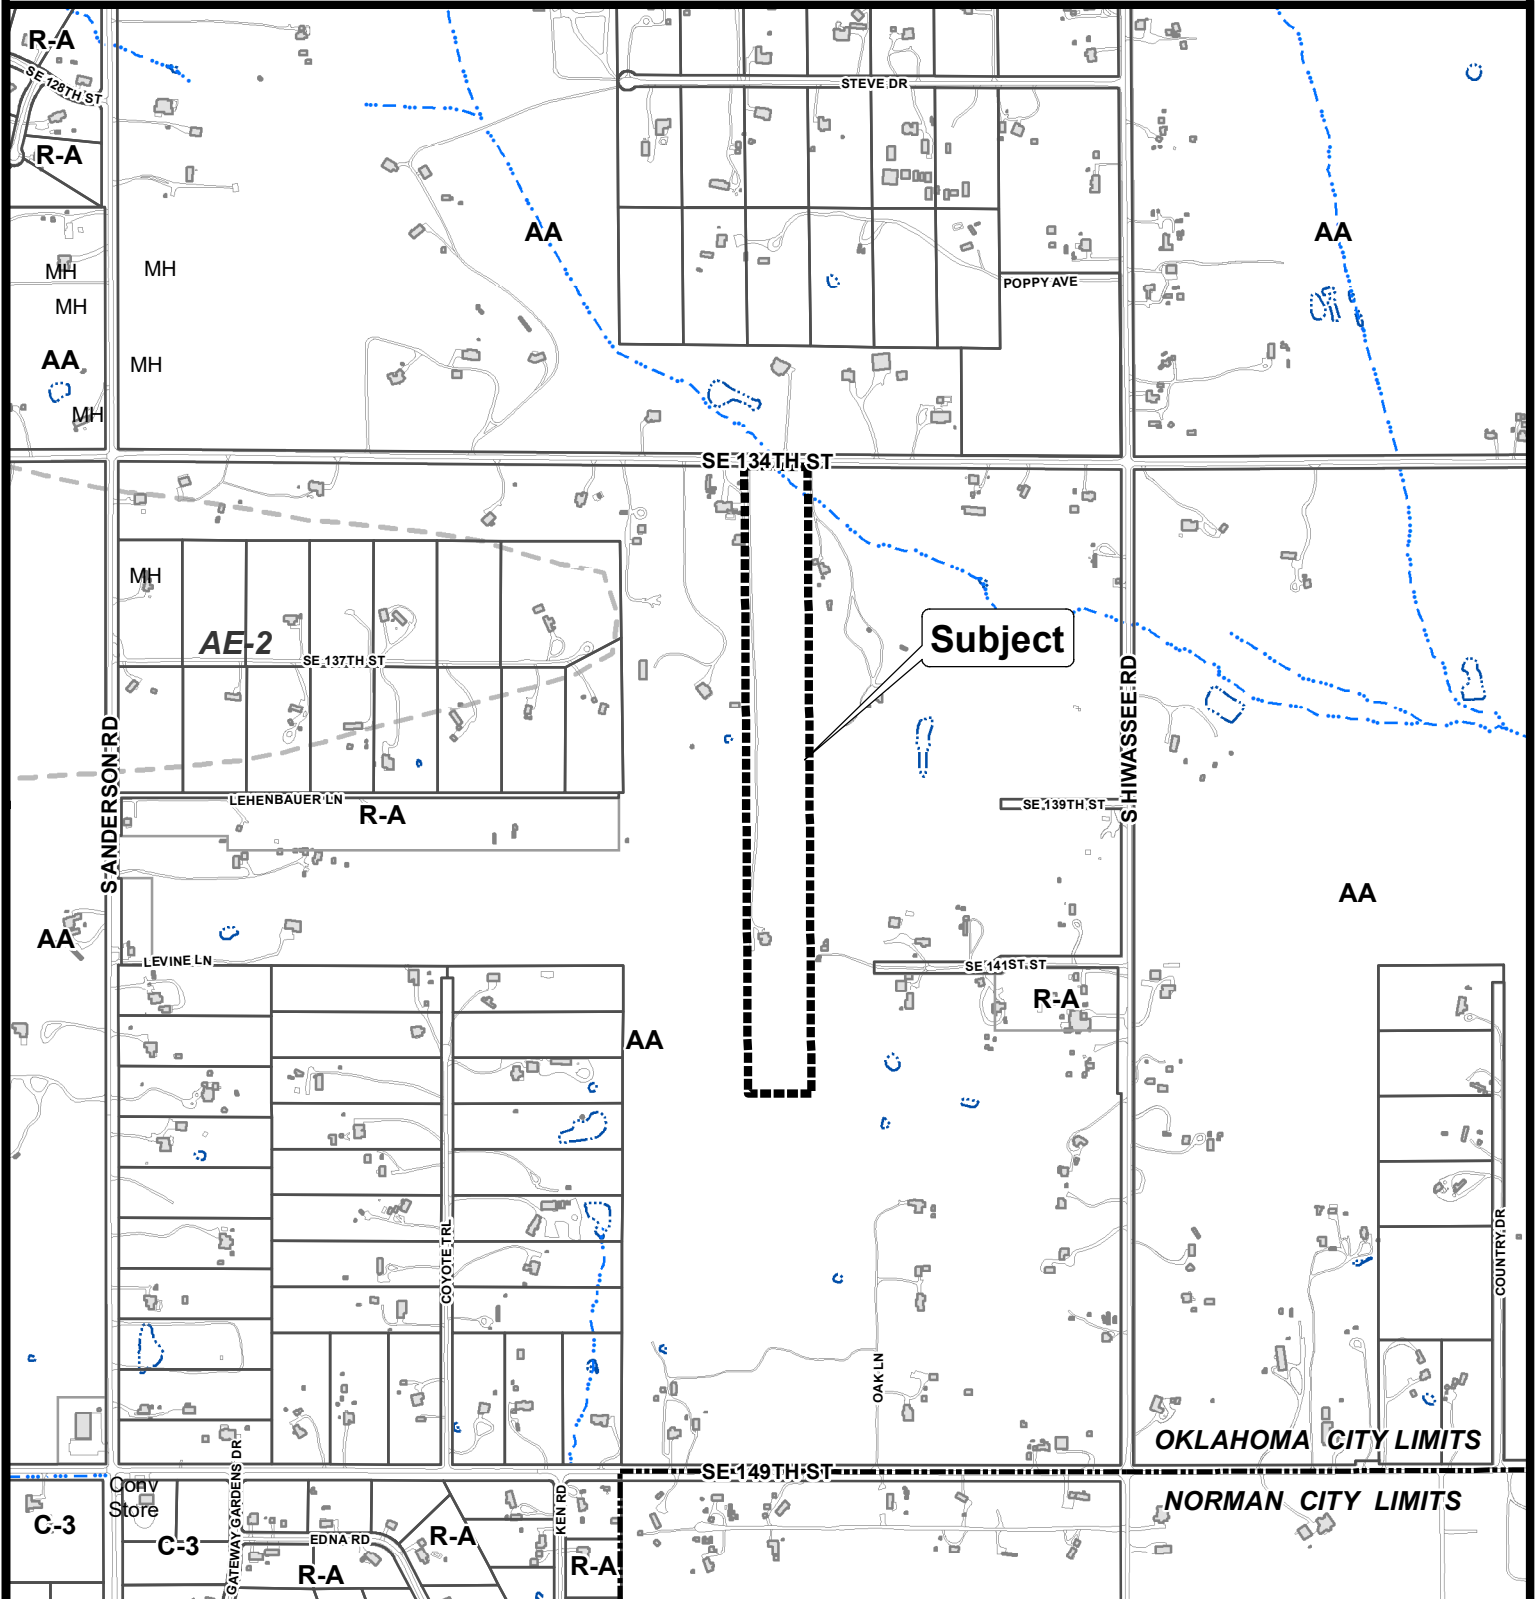 R-A
SE 128TH ST
STEVE DR
R-A
AA
AA
MH
MH
POPPY AVE
MH
AA
MH
MH
SE 134TH ST
MH
AE-2
SE 137TH ST
Subject
S ANDERSON RD
S HIWASSEE RD
LEHENBAUER LN
R-A
SE 139TH ST
AA
AA
LEVINE LN
SE 141ST ST
R-A
AA
COYOTE TRL
COUNTRY DR
OAK LN
OKLAHOMA CITY LIMITS
SE 149TH ST
Conv
Store
NORMAN CITY LIMITS
GATEWAY GARDENS DR
KEN RD
C-3
C-3
EDNA RD
R-A
R-A
R-A